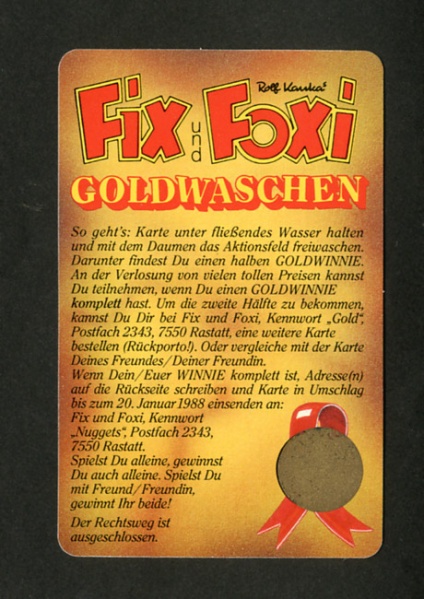 Rolf Kauka's
Fix und Foxi
GOLDWASCHEN
So geht's: Karte unter fließendes Wasser halten
und mit dem Daumen das Aktionsfeld freiwaschen.
Darunter findest Du einen halben GOLDWINNIE.
An der Verlosung von vielen tollen Preisen kannst
Du teilnehmen, wenn Du einen GOLDWINNIE
komplett hast. Um die zweite Hälfte zu bekommen,
kannst Du Dir bei Fix und Foxi, Kennwort „Gold“,
Postfach 2343, 7550 Rastatt, eine weitere Karte
bestellen (Rückporto!). Oder vergleiche mit der Karte
Deines Freundes/Deiner Freundin.
Wenn Dein/Euer WINNIE komplett ist, Adresse(n)
auf die Rückseite schreiben und Karte in Umschlag
bis zum 20. Januar 1988 einsenden an:
Fix und Foxi, Kennwort
„Nuggets“, Postfach 2343,
7550 Rastatt.
Spielst Du alleine, gewinnst
Du auch alleine. Spielst Du
mit Freund/Freundin,
gewinnt Ihr beide!
Der Rechtsweg ist
ausgeschlossen.